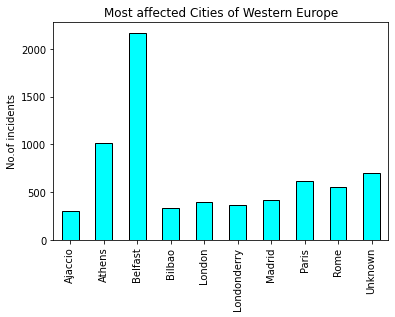 Most affected Cities of Western Europe
No.of incidents
2000
1500
1000
500
0
Ajaccio
Athens
Belfast
Bilbao
London
Londonderry
Madrid
Paris
Rome
Unknown